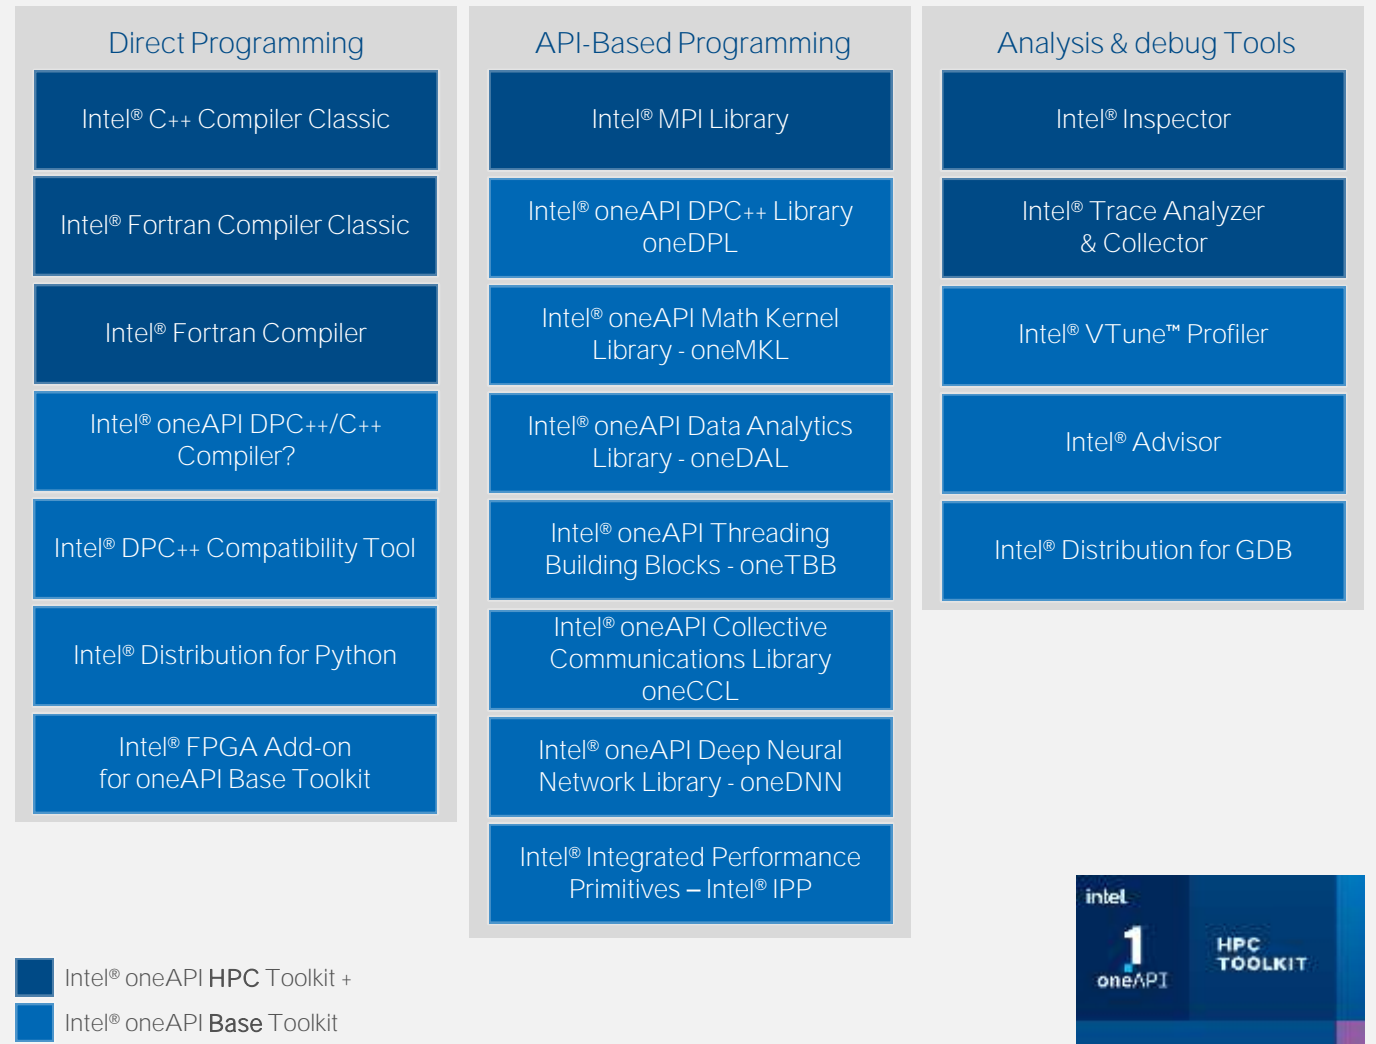 Direct Programming
Intel® C++ Compiler Classic
Intel® Fortran Compiler Classic
Intel® Fortran Compiler
Intel® oneAPI DPC++/C++
Compiler?
Intel® DPC++ Compatibility Tool
Intel® Distribution for Python
Intel® FPGA Add-on
for oneAPI Base Toolkit
API-Based Programming
Intel® MPI Library
Intel® oneAPI DPC++ Library
oneDPL
Intel® oneAPI Math Kernel
Library - oneMKL
Intel® oneAPI Data Analytics
Library - oneDAL
Intel® oneAPI Threading
Building Blocks - oneTBB
Intel® oneAPI Collective
Communications Library
oneCCL
Intel® oneAPI Deep Neural
Network Library - oneDNN
Intel® Integrated Performance
Primitives – Intel® IPP
Analysis & debug Tools
Intel® Inspector
Intel® Trace Analyzer
& Collector
Intel® VTune™ Profiler
Intel® Advisor
Intel® Distribution for GDB
Intel® oneAPI HPC Toolkit +
Intel® oneAPI Base Toolkit
intel
1
oneAPI
HPC
TOOLKIT